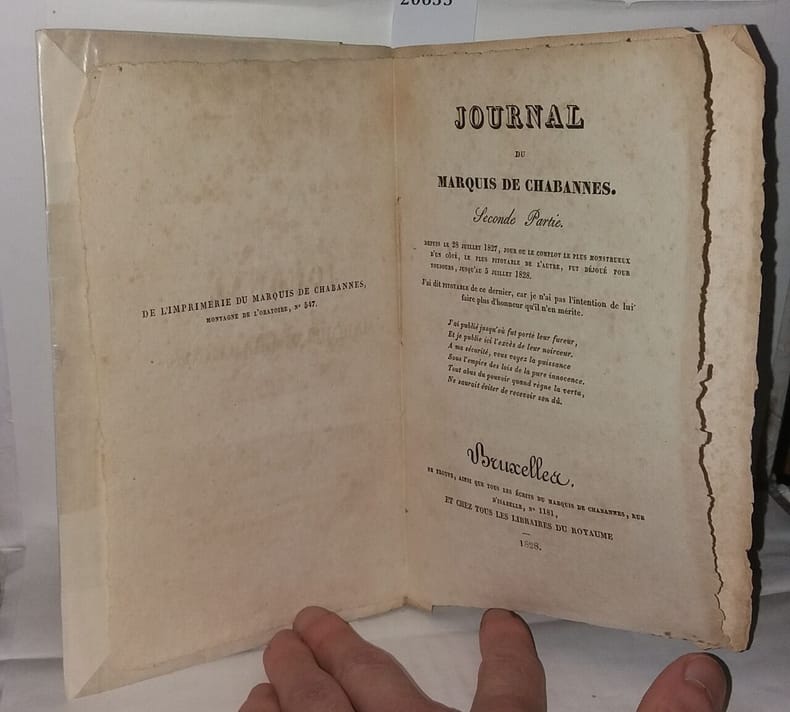 20633
DE L'IMPRIMERIE DU MARQUIS DE CHABANNES,
MONTAGNE DE L'ORATOIRE, No 547.
JOURNAL
DU
MARQUIS DE CHABANNES.
Seconde Partie.
DEPUIS LE 28 JUILLET 1827, JOUR OU LE COMPLOT LE PLUS MONSTRUEUX
D'UN CÔTÉ, LE PLUS PITOYABLE DE L'AUTRE, FUT DÉJOUÉ POUR
TOUJOURS, JUSQU'AU 5 JUILLET 1828.
J'ai dit PITOYABLE de ce dernier, car je n'ai pas l'intention de lui
faire plus d'honneur qu'il n'en mérite.
J'ai publié jusqu'où fut porté leur fureur,
Et je publie ici l'excès de leur noirceur.
A ma sécurité, vous voyez la puissance
Sous l'empire des lois de la pure innocence.
Tout abus du pouvoir quand règne la vertu,
Ne saurait éviter de recevoir son dû.
Bruxelles.
SE TROUVE, AINSI QUE TOUS LES ÉCRITS DU MARQUIS DE CHABANNES, RUE
D'ISABELLE, No 1181,
ET CHEZ TOUS LES LIBRAIRES DU ROYAUME
1828.